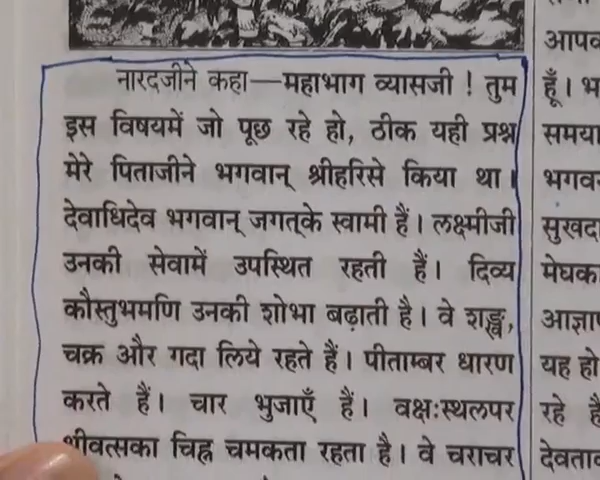 नारदजीने कहा—महाभाग व्यासजी ! तुम
इस विषयमें जो पूछ रहे हो, ठीक यही प्रश्न
मेरे पिताजीने भगवान् श्रीहरिसे किया था।
देवाधिदेव भगवान् जगत्‌के स्वामी हैं। लक्ष्मीजी
उनकी सेवामें उपस्थित रहती हैं। दिव्य
कौस्तुभमणि उनकी शोभा बढ़ाती है। वे शङ्ख,
चक्र और गदा लिये रहते हैं। पीताम्बर धारण
करते हैं। चार भुजाएँ हैं। वक्षःस्थलपर
श्रीवत्सका चिह्न चमकता रहता है। वे चराचर
हूँ। भ
समया
भगवन
सुखदा
मेघका
आज्ञा
यह हो
रहे है
देवता